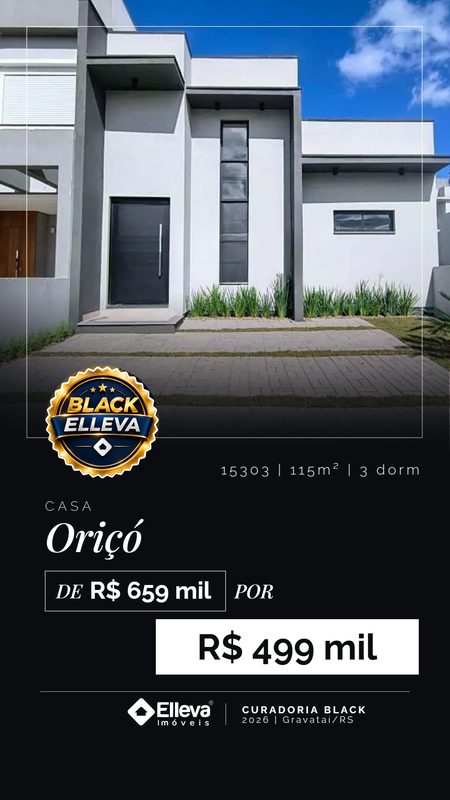 BLACK
ELLEVA
15303 | 115m² | 3 dorm
CASA
Oriçó
DE R$ 659 mil POR
R$ 499 mil
Elleva®
Imóveis
CURADORIA BLACK
2026 | Gravataí/RS